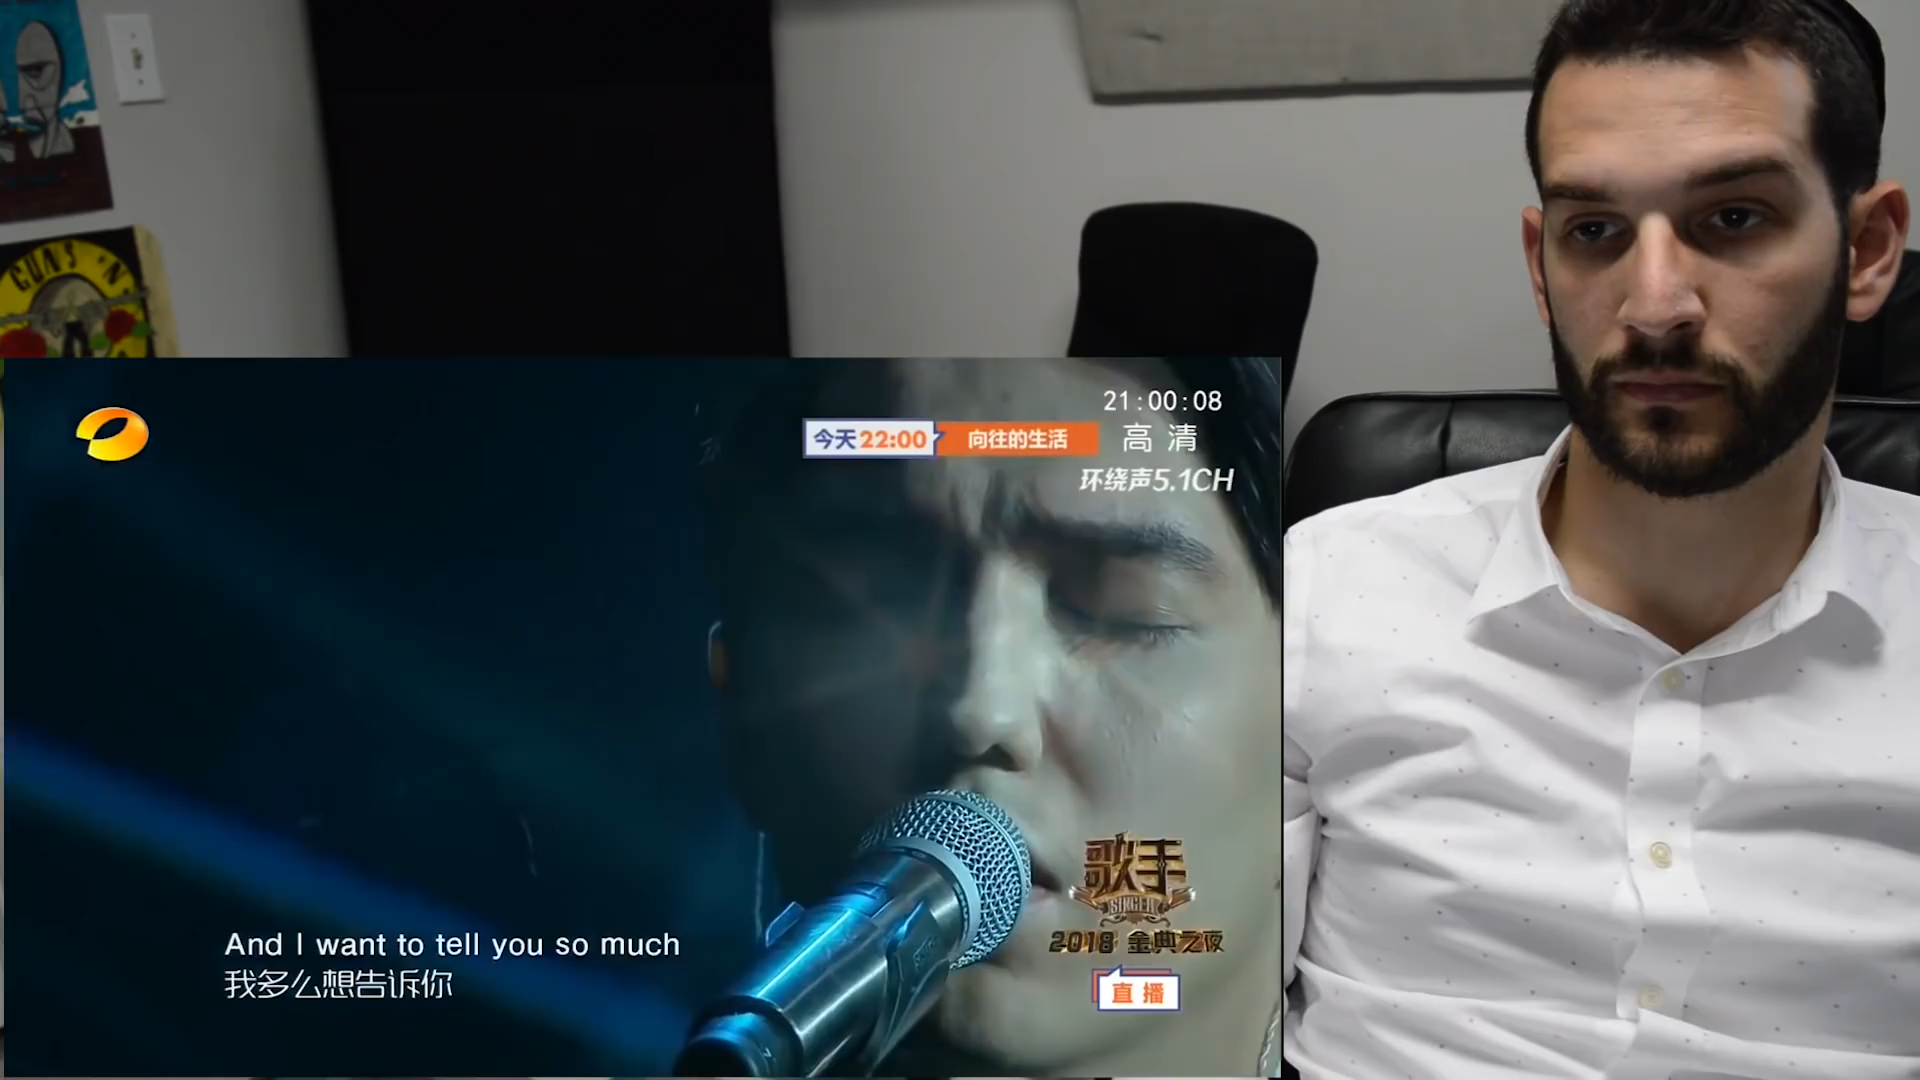 GUNS N'
21:00:08
今天22:00 向往的生活
高清
环绕声5.1CH
歌手
SINGER
2018 金典之夜
直播
And I want to tell you so much
我多么想告诉你